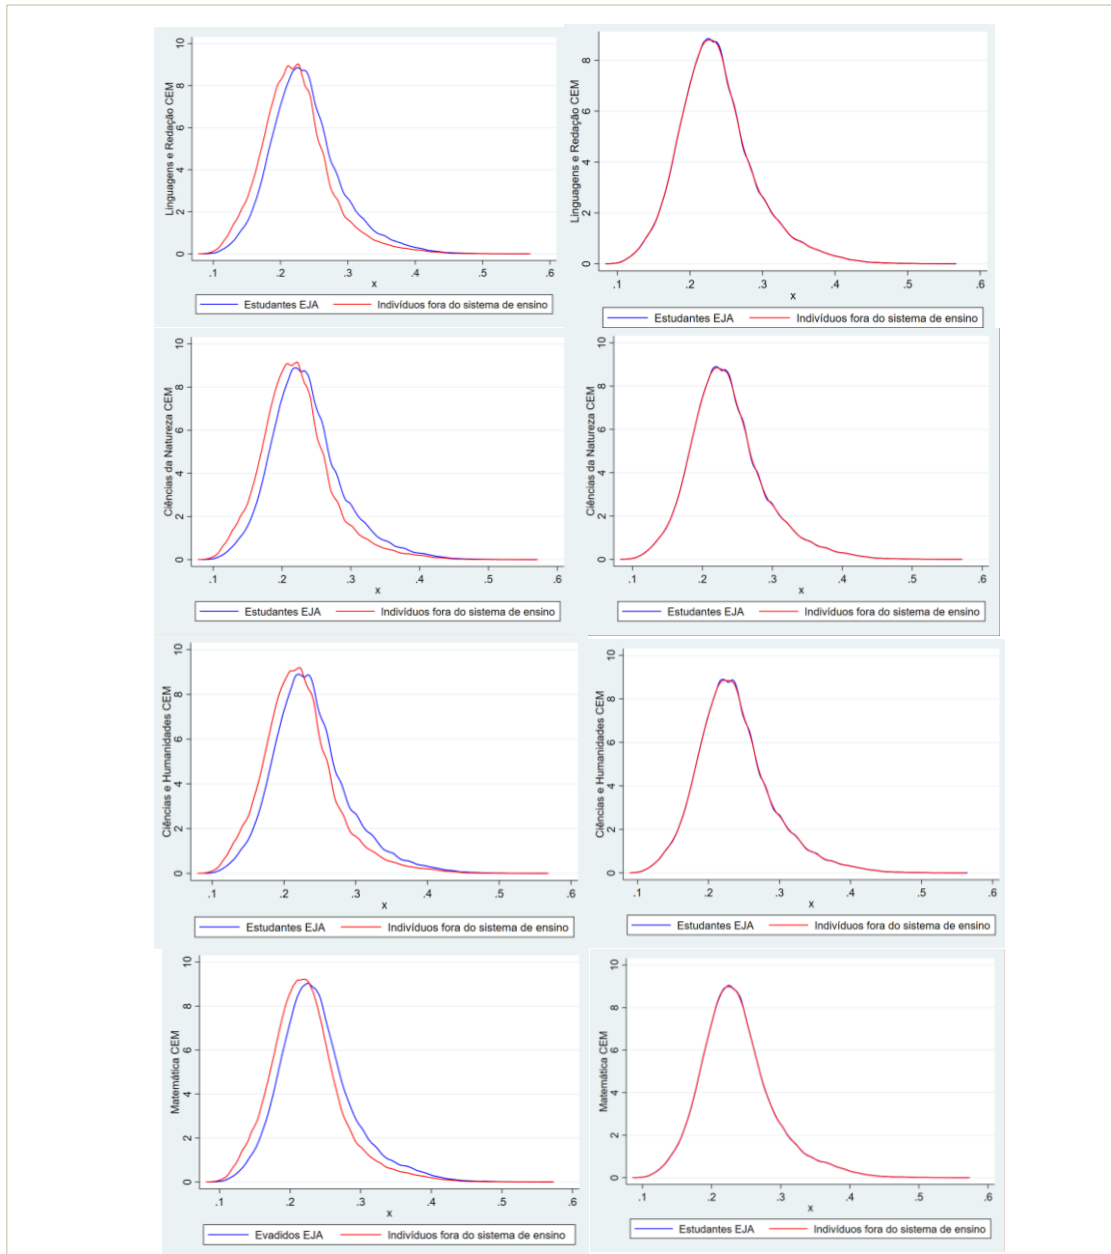 Linguagens e Redação CEM
10
8
6
4
2
0
.1 .2 .3 .4 .5 .6
x
Estudantes EJA Indivíduos fora do sistema de ensino
Linguagens e Redação CEM
8
6
4
2
0
.1 .2 .3 .4 .5 .6
x
Estudantes EJA Indivíduos fora do sistema de ensino
Ciências da Natureza CEM
10
8
6
4
2
0
.1 .2 .3 .4 .5 .6
x
Estudantes EJA Indivíduos fora do sistema de ensino
Ciências da Natureza CEM
10
8
6
4
2
0
.1 .2 .3 .4 .5 .6
x
Estudantes EJA Indivíduos fora do sistema de ensino
Ciências e Humanidades CEM
10
8
6
4
2
0
.1 .2 .3 .4 .5 .6
x
Estudantes EJA Indivíduos fora do sistema de ensino
Ciências e Humanidades CEM
10
8
6
4
2
0
.1 .2 .3 .4 .5 .6
x
Estudantes EJA Indivíduos fora do sistema de ensino
Matemática CEM
10
8
6
4
2
0
.1 .2 .3 .4 .5 .6
x
Evadidos EJA Indivíduos fora do sistema de ensino
Matemática CEM
10
8
6
4
2
0
.1 .2 .3 .4 .5 .6
x
Estudantes EJA Indivíduos fora do sistema de ensino